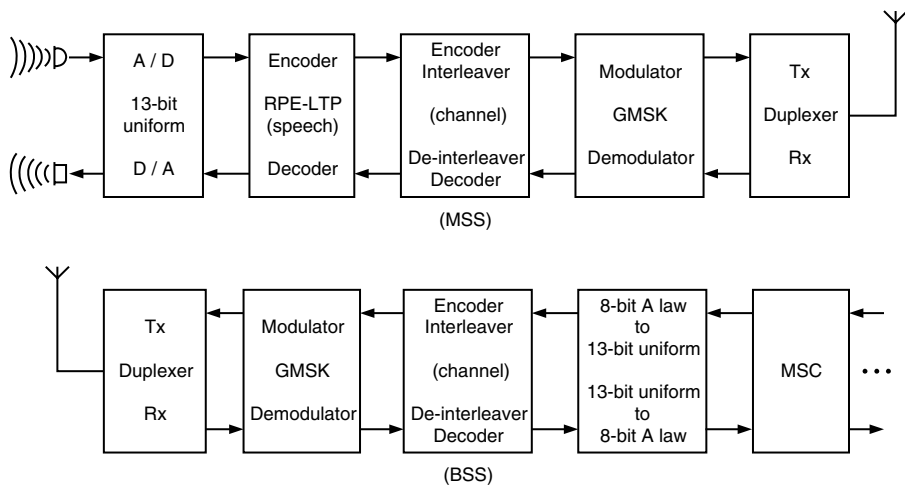 A / D
13-bit
uniform
D / A
Encoder
RPE-LTP
(speech)
Decoder
Encoder
Interleaver
(channel)
De-interleaver
Decoder
Modulator
GMSK
Demodulator
Tx
Duplexer
Rx
(MSS)
Tx
Duplexer
Rx
Modulator
GMSK
Demodulator
Encoder
Interleaver
(channel)
De-interleaver
Decoder
8-bit A law
to
13-bit uniform
13-bit uniform
to
8-bit A law
MSC
(BSS)